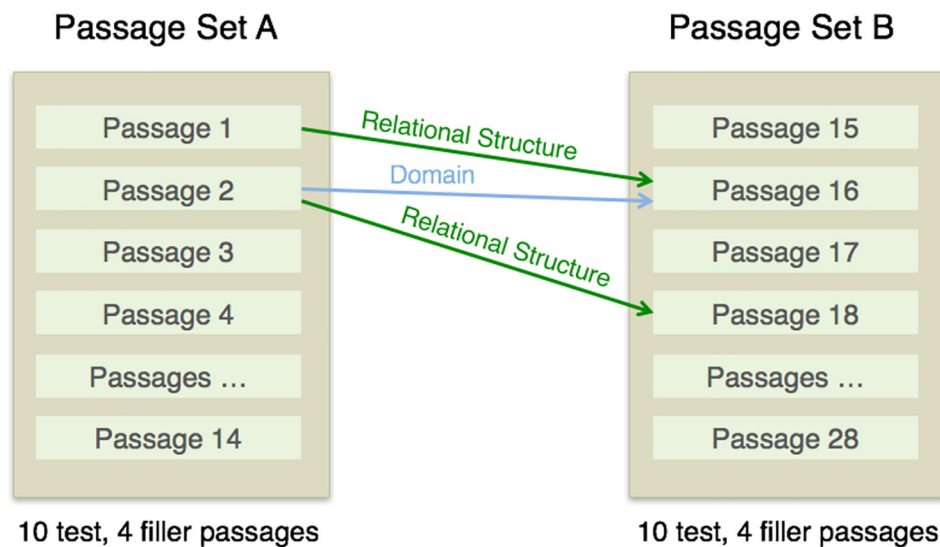 Passage Set A
Passage Set B
Passage 1
Passage 2
Passage 3
Passage 4
Passages ...
Passage 14
Relational Structure
Domain
Relational Structure
Passage 15
Passage 16
Passage 17
Passage 18
Passages ...
Passage 28
10 test, 4 filler passages
10 test, 4 filler passages